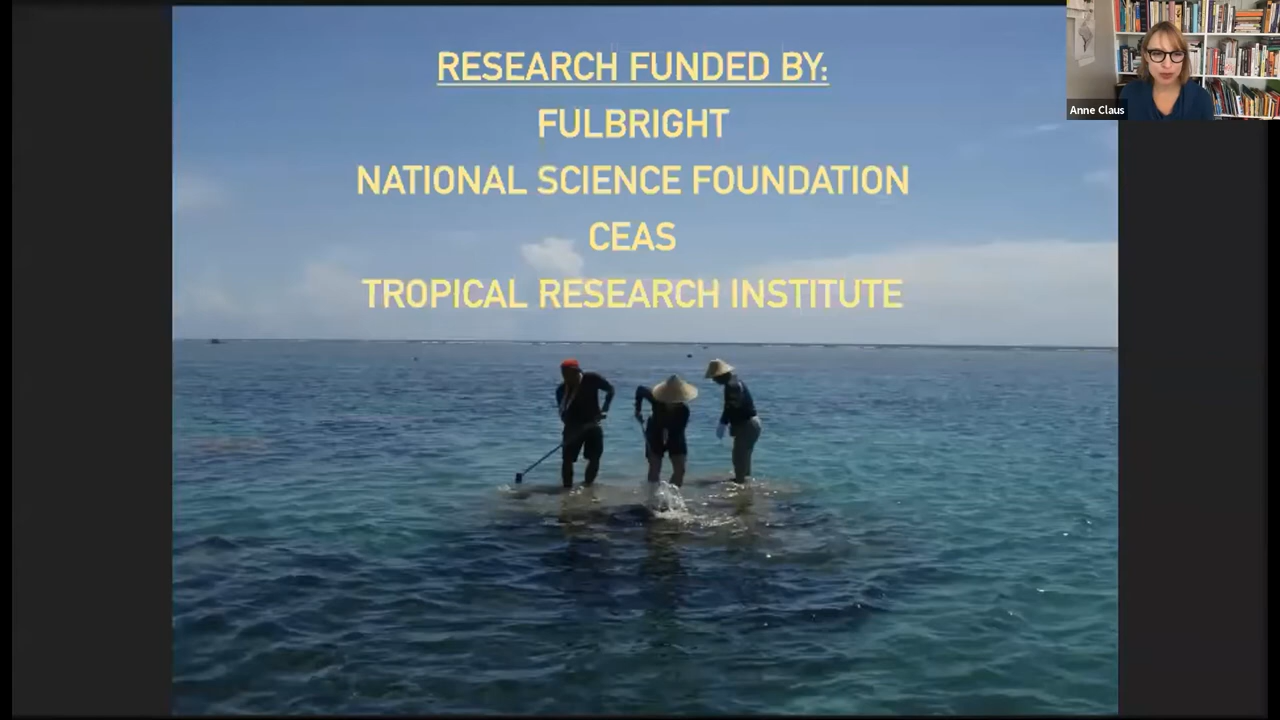 RESEARCH FUNDED BY:
FULBRIGHT
NATIONAL SCIENCE FOUNDATION
CEAS
TROPICAL RESEARCH INSTITUTE
Anne Claus